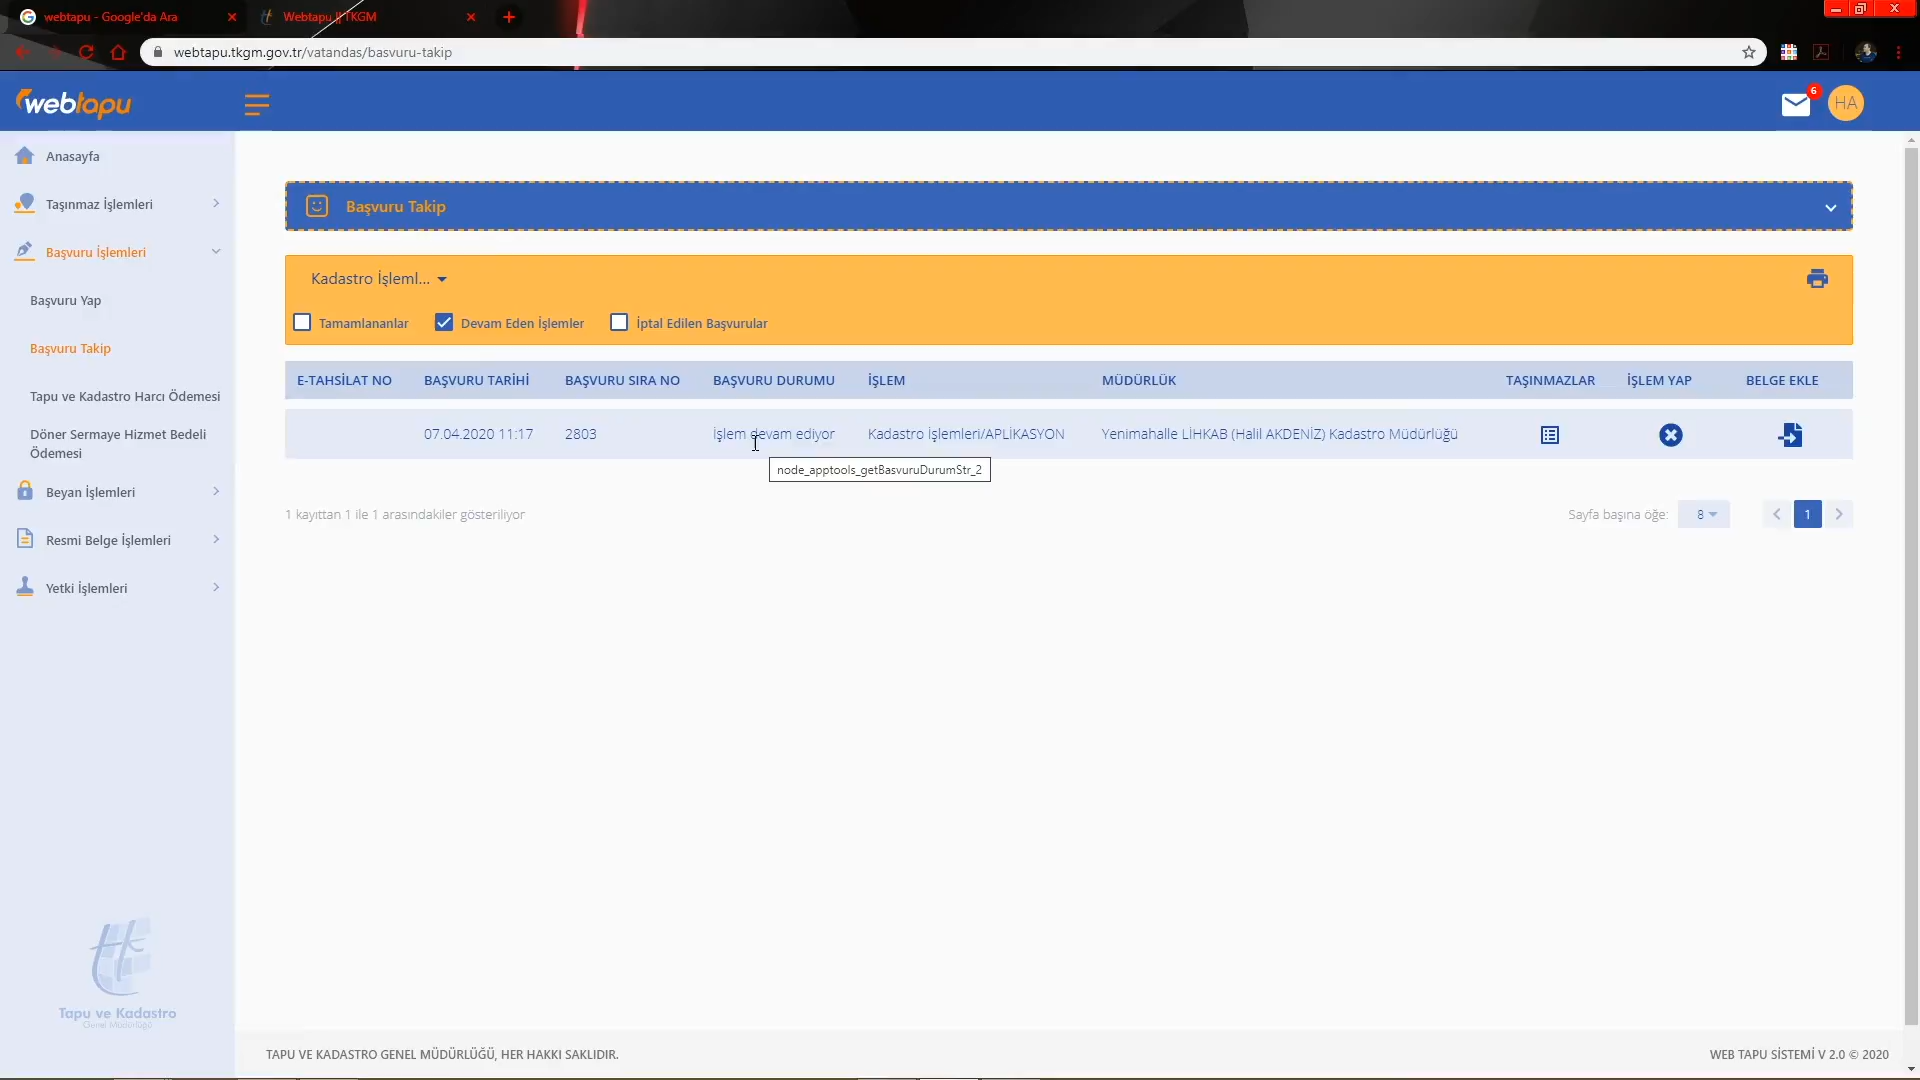 webtapu - Google'da Ara
Webtapu || TKGM
webtapu.tkgm.gov.tr/vatandas/basvuru-takip
webtapu
6
HA
Anasayfa
Taşınmaz İşlemleri
Başvuru İşlemleri
Başvuru Yap
Başvuru Takip
Tapu ve Kadastro Harcı Ödemesi
Döner Sermaye Hizmet Bedeli
Ödemesi
Beyan İşlemleri
Resmi Belge İşlemleri
Yetki İşlemleri
Tapu ve Kadastro
Genel Müdürlüğü
Başvuru Takip
Kadastro İşleml...
Tamamlananlar
Devam Eden İşlemler
İptal Edilen Başvurular
E-TAHSİLAT NO BAŞVURU TARİHİ BAŞVURU SIRA NO BAŞVURU DURUMU İŞLEM MÜDÜRLÜK TAŞINMAZLAR İŞLEM YAP BELGE EKLE
07.04.2020 11:17 2803 İşlem devam ediyor Kadastro İşlemleri/APLİKASYON Yenimahalle LİHKAB (Halil AKDENİZ) Kadastro Müdürlüğü
node_apptools_getBasvuruDurumStr_2
1 kayıttan 1 ile 1 arasındakiler gösteriliyor
Sayfa başına öğe: 8
1
TAPU VE KADASTRO GENEL MÜDÜRLÜĞÜ, HER HAKKI SAKLIDIR.
WEB TAPU SİSTEMİ V 2.0 © 2020